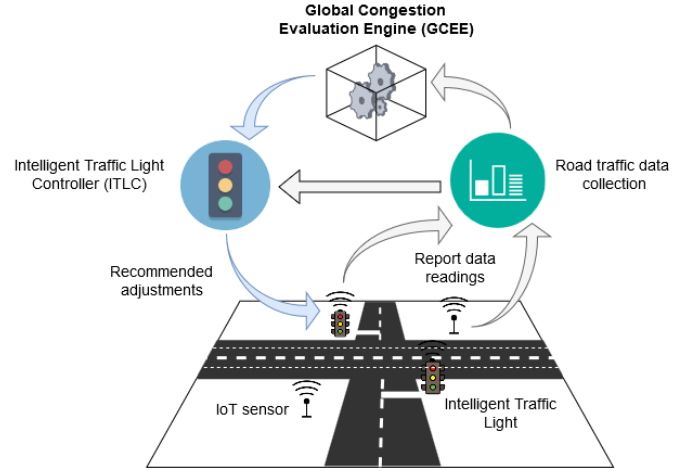 Global Congestion
Evaluation Engine (GCEE)
Intelligent Traffic Light
Controller (ITLC)
Road traffic data
collection
Recommended
adjustments
Report data
readings
IoT sensor
Intelligent Traffic
Light